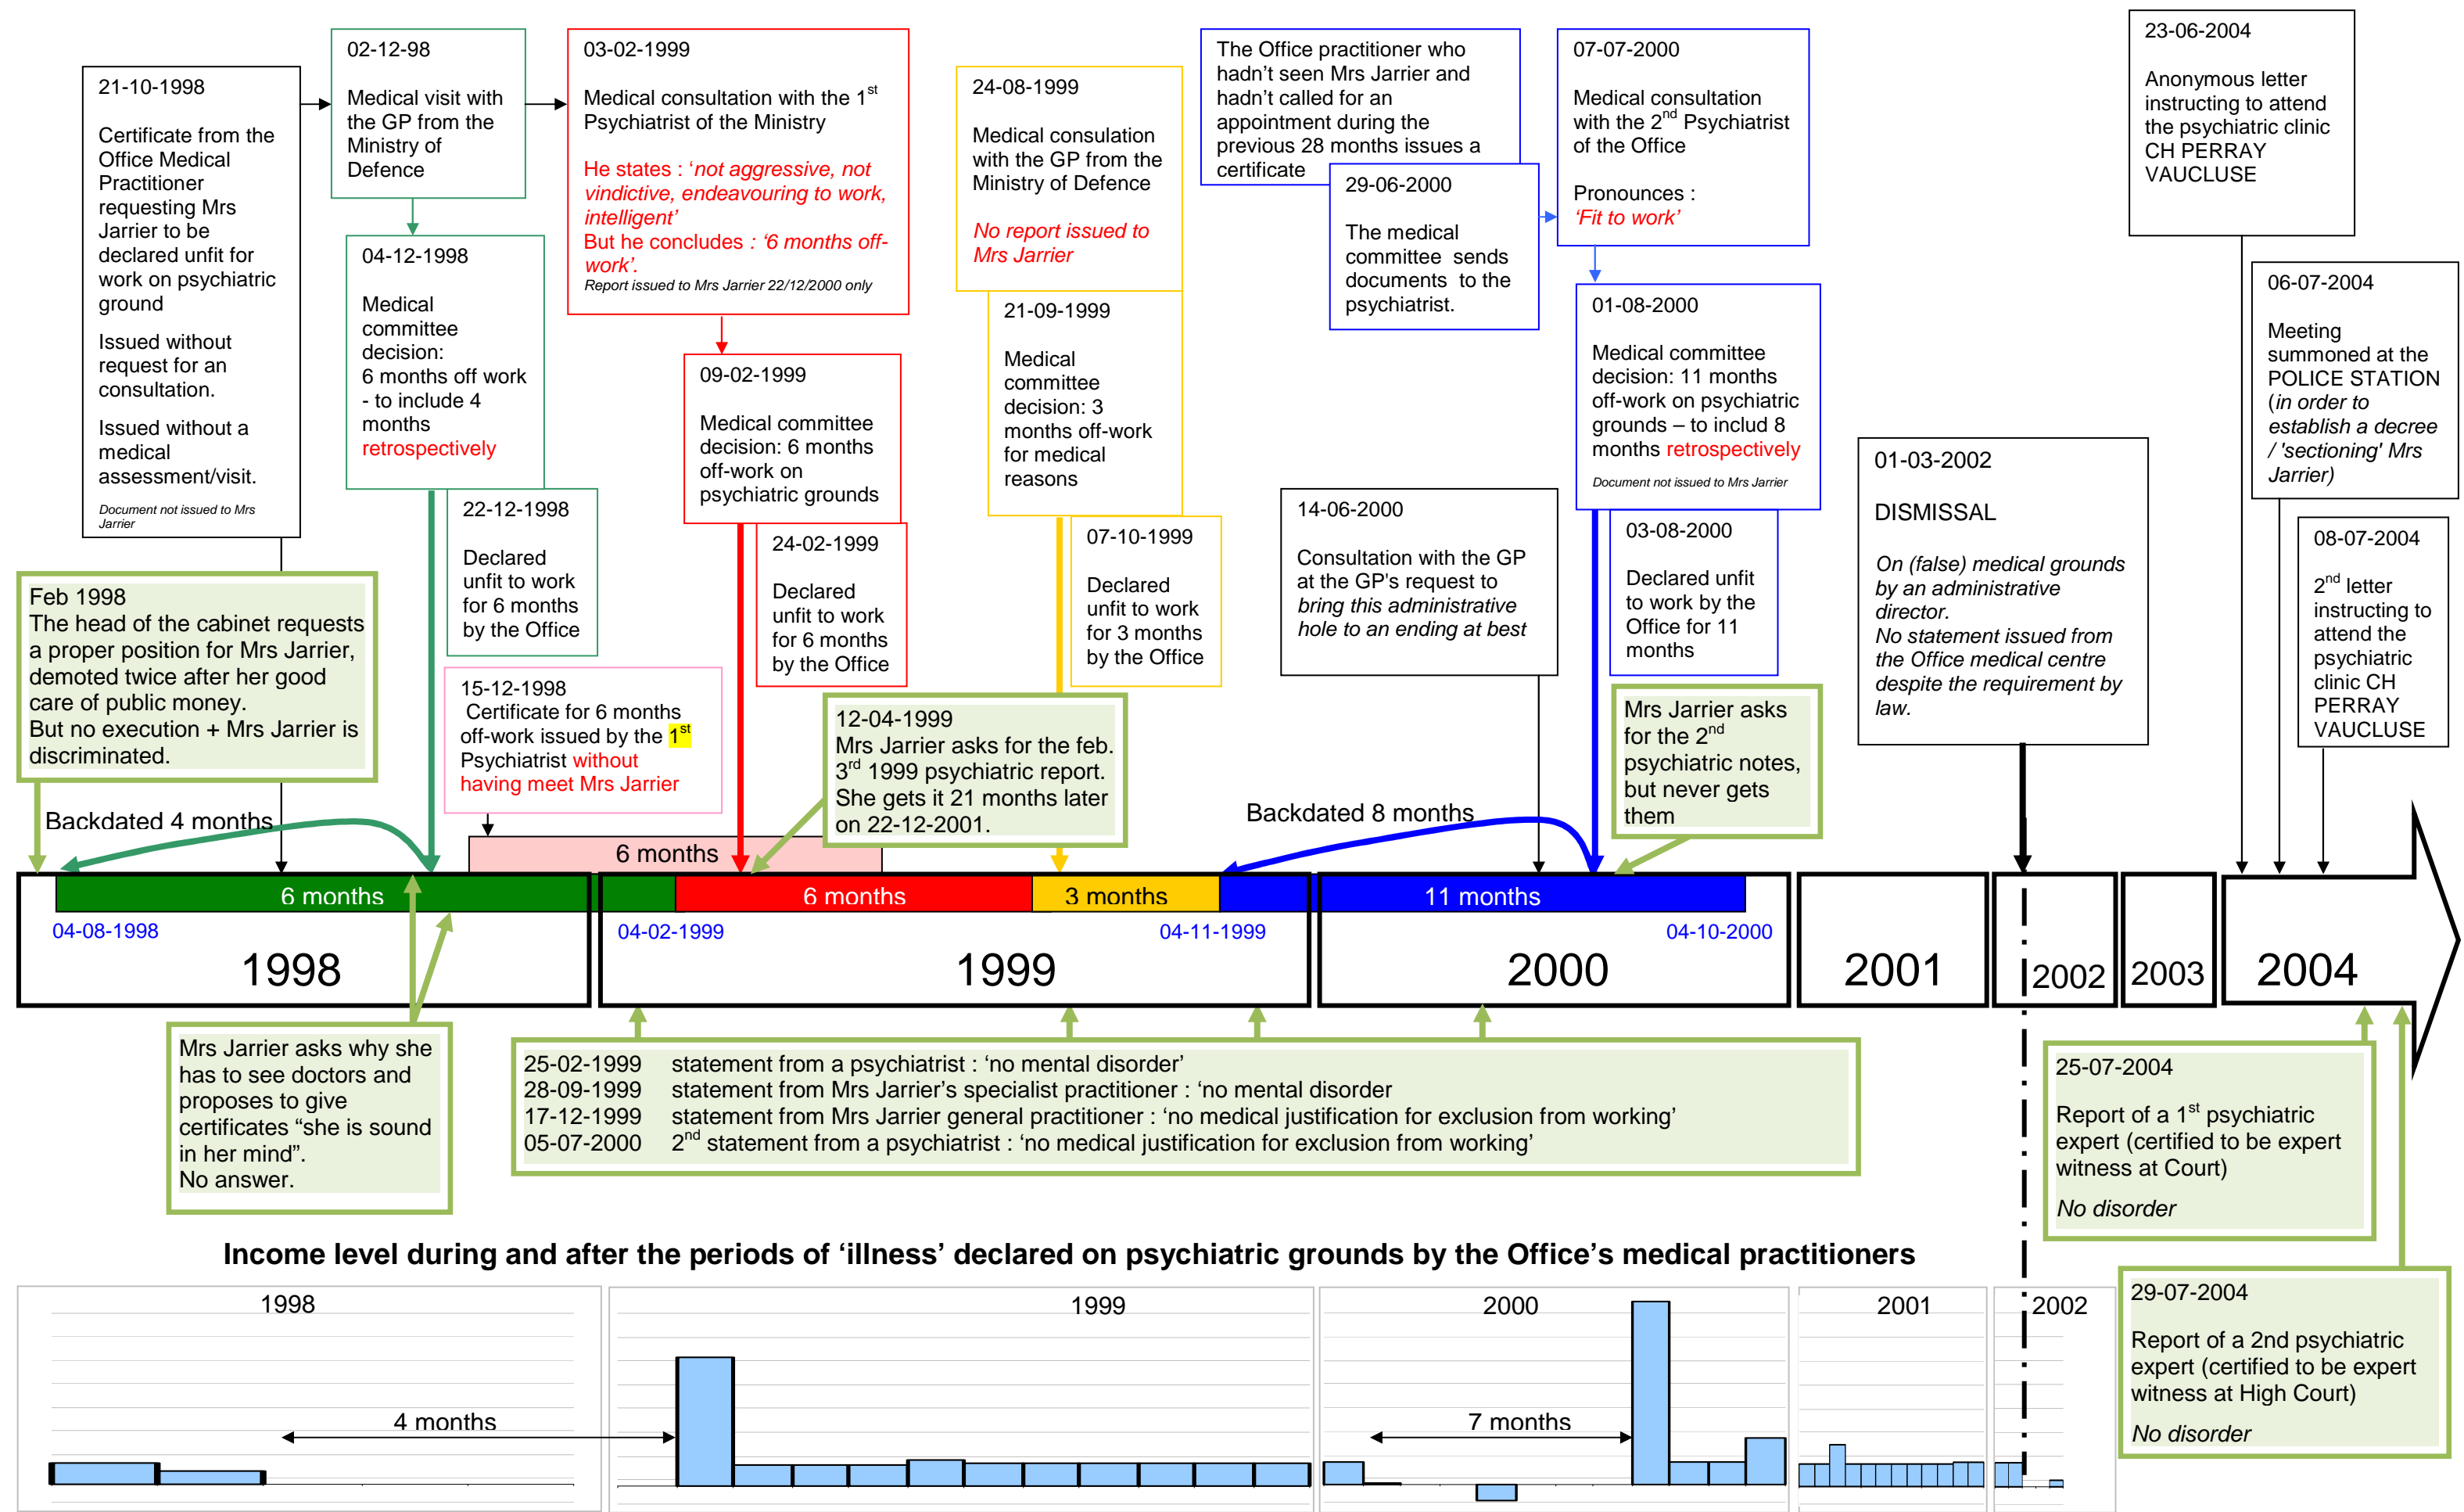 21-10-1998
Certificate from the
Office Medical
Practitioner
requesting Mrs
Jarrier to be
declared unfit for
work on psychiatric
ground
Issued without
request for an
consultation.
Issued without a
medical
assessment/visit.
Document not issued to Mrs
Jarrier
02-12-98
Medical visit with
the GP from the
Ministry of
Defence
04-12-1998
Medical
committee
decision:
6 months off work
- to include 4
months
retrospectively
22-12-1998
Declared
unfit to work
for 6 months
by the Office
03-02-1999
Medical consultation with the 1st
Psychiatrist of the Ministry
He states : ‘not aggressive, not
vindictive, endeavouring to work,
intelligent’
But he concludes : ‘6 months off-
work’.
Report issued to Mrs Jarrier 22/12/2000 only
09-02-1999
Medical committee
decision: 6 months
off-work on
psychiatric grounds
24-02-1999
Declared
unfit to work
for 6 months
by the Office
24-08-1999
Medical consulation
with the GP from the
Ministry of Defence
No report issued to
Mrs Jarrier
21-09-1999
Medical
committee
decision: 3
months off-work
for medical
reasons
07-10-1999
Declared
unfit to work
for 3 months
by the Office
The Office practitioner who
hadn’t seen Mrs Jarrier and
hadn’t called for an
appointment during the
previous 28 months issues a
certificate
29-06-2000
The medical
committee sends
documents to the
psychiatrist.
07-07-2000
Medical consultation
with the 2nd Psychiatrist
of the Office
Pronounces :
‘Fit to work’
01-08-2000
Medical committee
decision: 11 months
off-work on psychiatric
grounds – to includ 8
months retrospectively
Document not issued to Mrs Jarrier
03-08-2000
Declared unfit
to work by the
Office for 11
months
14-06-2000
Consultation with the GP
at the GP's request to
bring this administrative
hole to an ending at best
01-03-2002
DISMISSAL
On (false) medical grounds
by an administrative
director.
No statement issued from
the Office medical centre
despite the requirement by
law.
23-06-2004
Anonymous letter
instructing to attend
the psychiatric clinic
CH PERRAY
VAUCLUSE
06-07-2004
Meeting
summoned at the
POLICE STATION
(in order to
establish a decree
/ 'sectioning' Mrs
Jarrier)
08-07-2004
2nd letter
instructing to
attend the
psychiatric
clinic CH
PERRAY
VAUCLUSE
Feb 1998
The head of the cabinet requests
a proper position for Mrs Jarrier,
demoted twice after her good
care of public money.
But no execution + Mrs Jarrier is
discriminated.
15-12-1998
Certificate for 6 months
off-work issued by the 1st
Psychiatrist without
having meet Mrs Jarrier
12-04-1999
Mrs Jarrier asks for the feb.
3rd 1999 psychiatric report.
She gets it 21 months later
on 22-12-2001.
Mrs Jarrier asks
for the 2nd
psychiatric notes,
but never gets
them
Backdated 4 months
Backdated 8 months
6 months
6 months
6 months
3 months
11 months
04-08-1998
04-02-1999
04-11-1999
04-10-2000
1998
1999
2000
2001
2002
2003
2004
Mrs Jarrier asks why she
has to see doctors and
proposes to give
certificates “she is sound
in her mind”.
No answer.
25-02-1999 statement from a psychiatrist : ‘no mental disorder’
28-09-1999 statement from Mrs Jarrier’s specialist practitioner : ‘no mental disorder
17-12-1999 statement from Mrs Jarrier general practitioner : ‘no medical justification for exclusion from working’
05-07-2000 2nd statement from a psychiatrist : ‘no medical justification for exclusion from working’
25-07-2004
Report of a 1st psychiatric
expert (certified to be expert
witness at Court)
No disorder
29-07-2004
Report of a 2nd psychiatric
expert (certified to be expert
witness at High Court)
No disorder
Income level during and after the periods of ‘illness’ declared on psychiatric grounds by the Office’s medical practitioners
1998
1999
2000
2001
2002
4 months
7 months